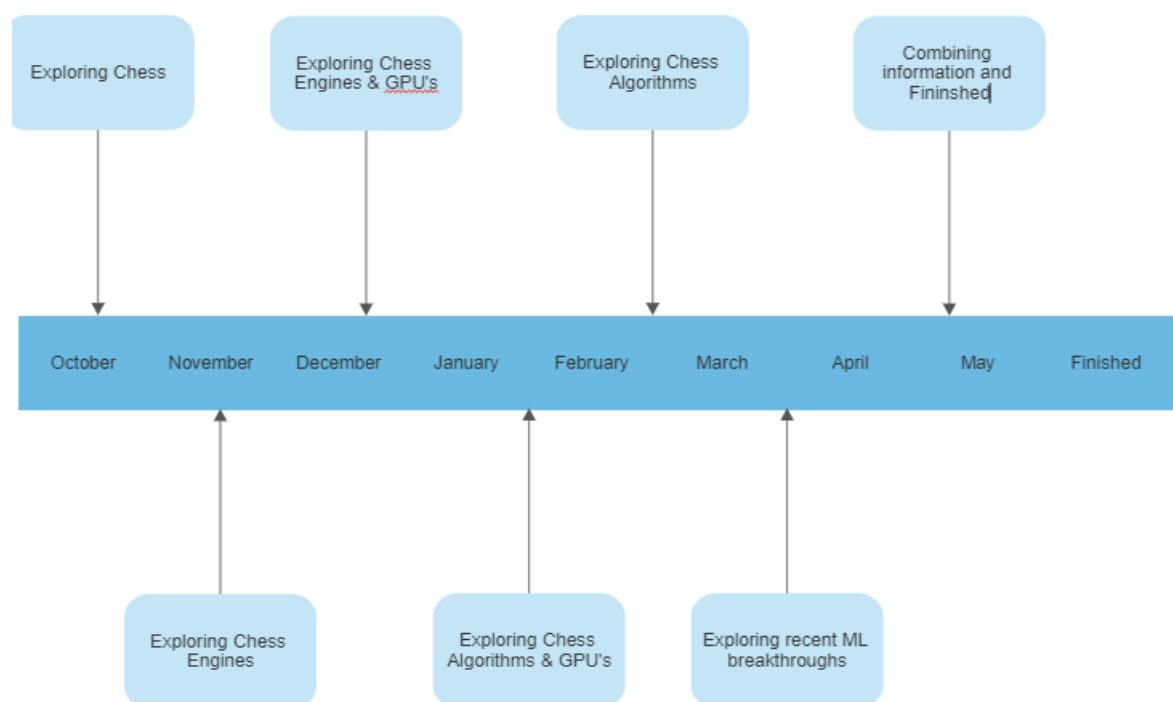 Exploring Chess
Exploring Chess
Engines & GPU's
Exploring Chess
Algorithms
Combining
information and
Fininshed
October
November
December
January
February
March
April
May
Finished
Exploring Chess
Engines
Exploring Chess
Algorithms & GPU's
Exploring recent ML
breakthroughs